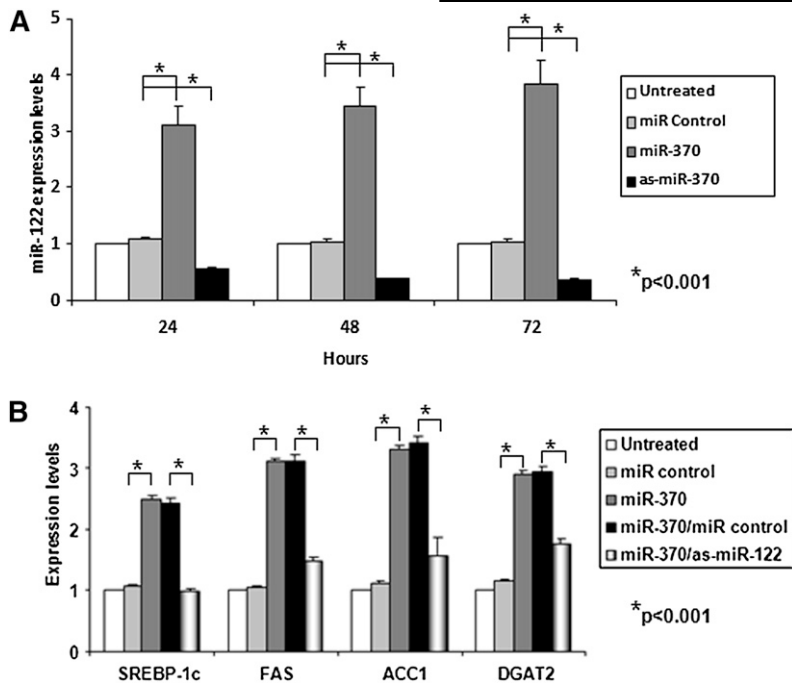 A
miR-122 expression levels
5
4
3
2
1
0
* *
* *
* *
24 48 72
Hours
Untreated
miR Control
miR-370
as-miR-370
*p<0.001
B
Expression levels
4
3
2
1
0
* *
* *
* *
* *
SREBP-1c FAS ACC1 DGAT2
Untreated
miR control
miR-370
miR-370/miR control
miR-370/as-miR-122
*p<0.001